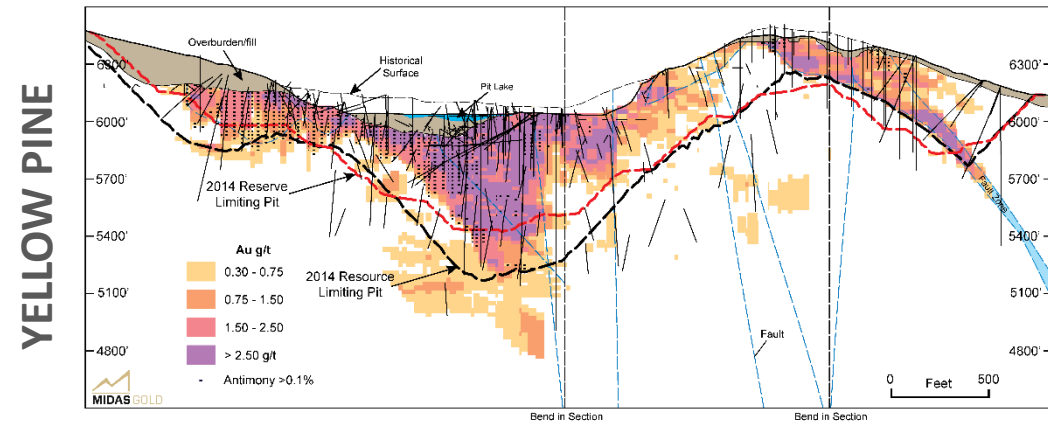 YELLOW PINE
Overburden/fill
Historical
Surface
Pit Lake
6300'
6000'
5700'
5400'
5100'
4800'
6300'
6000'
5700'
5400'
5100'
4800'
2014 Reserve
Limiting Pit
2014 Resource
Limiting Pit
Au g/t
0.30 - 0.75
0.75 - 1.50
1.50 - 2.50
> 2.50 g/t
- Antimony >0.1%
Fault Zone
Fault
0 Feet 500
MIDAS GOLD
Bend in Section
Bend in Section